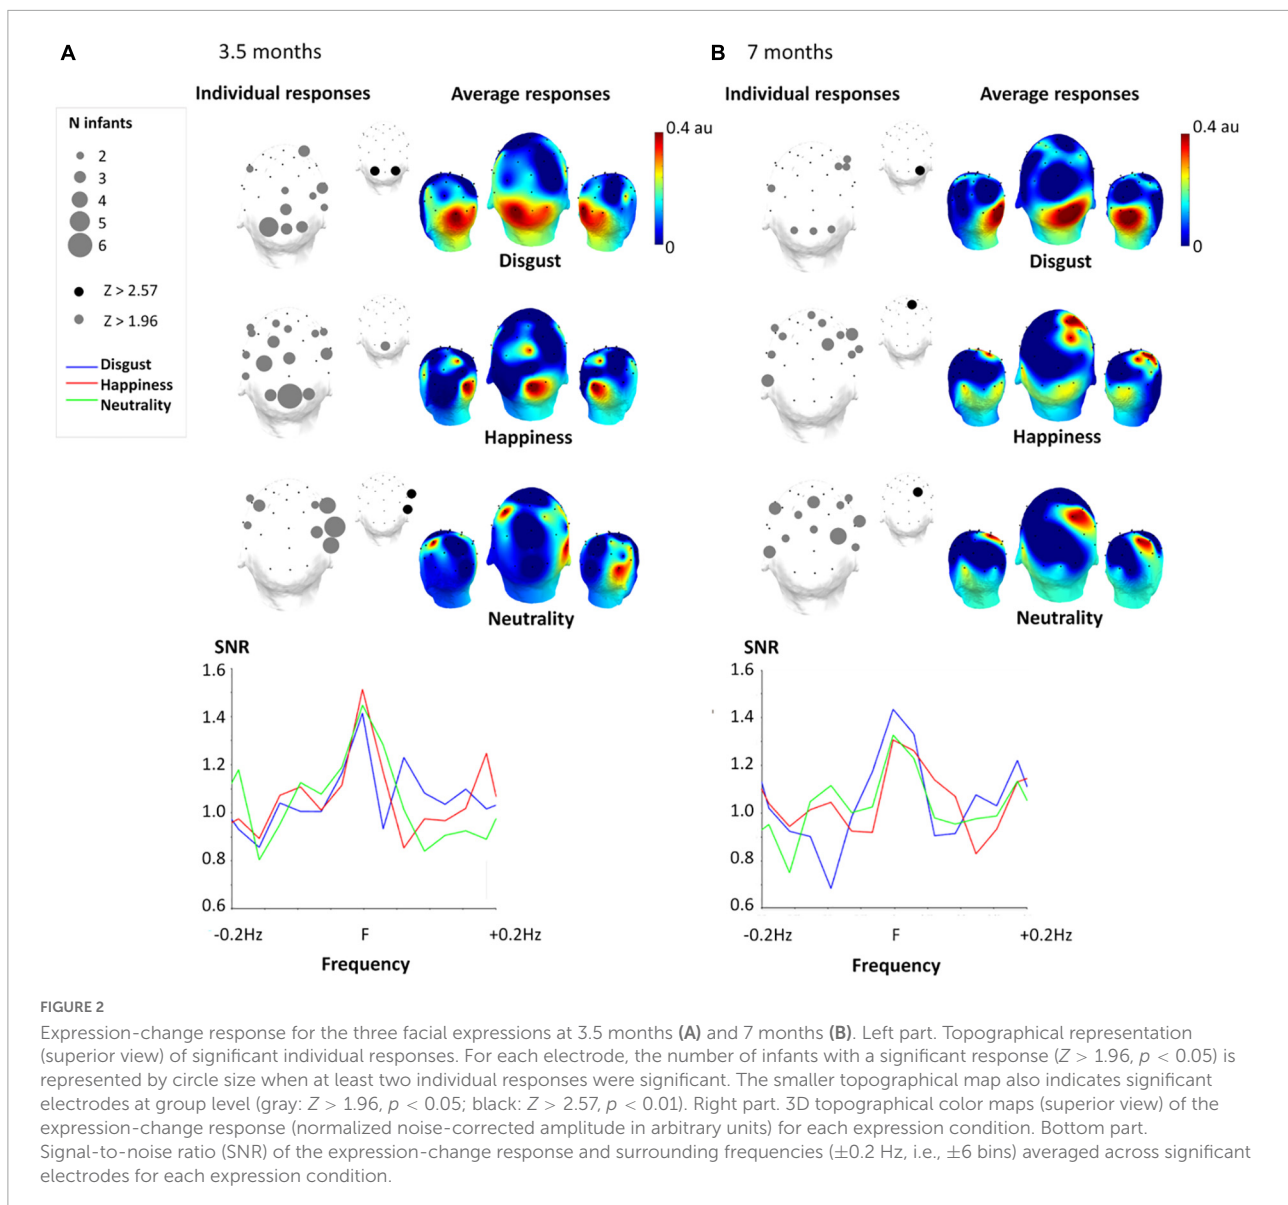 A 3.5 months
Individual responses
Average responses
N infants
2
3
4
5
6
Z > 2.57
Z > 1.96
Disgust
Happiness
Neutrality
0.4 au
0
Disgust
Happiness
Neutrality
SNR
1.6
1.4
1.2
1.0
0.8
0.6
-0.2Hz
F
+0.2Hz
Frequency
B 7 months
Individual responses
Average responses
0.4 au
0
Disgust
Happiness
Neutrality
SNR
1.6
1.4
1.2
1.0
0.8
0.6
-0.2Hz
F
+0.2Hz
Frequency
FIGURE 2
Expression-change response for the three facial expressions at 3.5 months (A) and 7 months (B). Left part. Topographical representation
(superior view) of significant individual responses. For each electrode, the number of infants with a significant response (Z > 1.96, p < 0.05) is
represented by circle size when at least two individual responses were significant. The smaller topographical map also indicates significant
electrodes at group level (gray: Z > 1.96, p < 0.05; black: Z > 2.57, p < 0.01). Right part. 3D topographical color maps (superior view) of the
expression-change response (normalized noise-corrected amplitude in arbitrary units) for each expression condition. Bottom part.
Signal-to-noise ratio (SNR) of the expression-change response and surrounding frequencies (±0.2 Hz, i.e., ±6 bins) averaged across significant
electrodes for each expression condition.